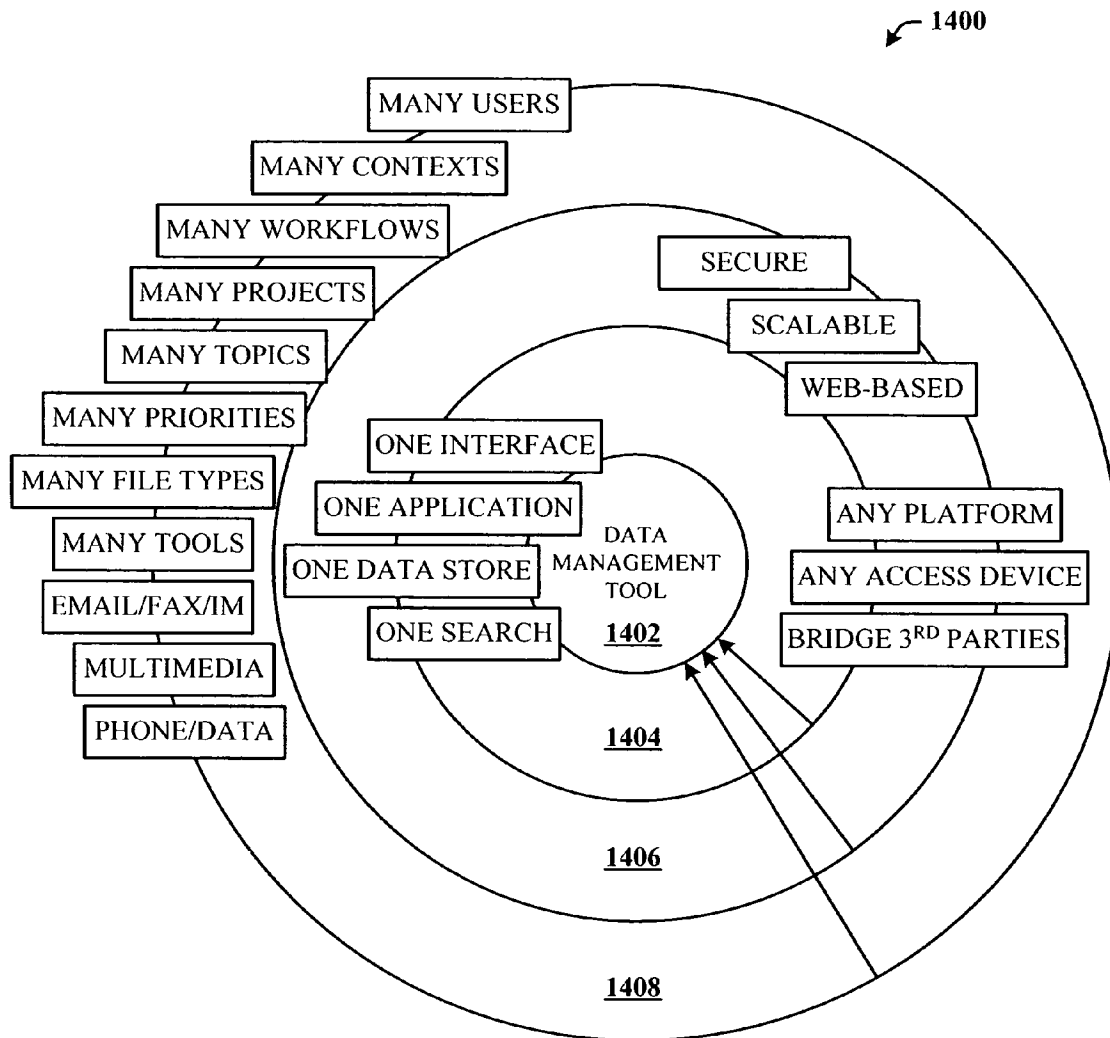 1400
MANY USERS
MANY CONTEXTS
MANY WORKFLOWS
MANY PROJECTS
MANY TOPICS
MANY PRIORITIES
MANY FILE TYPES
MANY TOOLS
EMAIL/FAX/IM
MULTIMEDIA
PHONE/DATA
SECURE
SCALABLE
WEB-BASED
ANY PLATFORM
ANY ACCESS DEVICE
BRIDGE 3RD PARTIES
ONE INTERFACE
ONE APPLICATION
ONE DATA STORE
ONE SEARCH
DATA
MANAGEMENT
TOOL
1402
1404
1406
1408